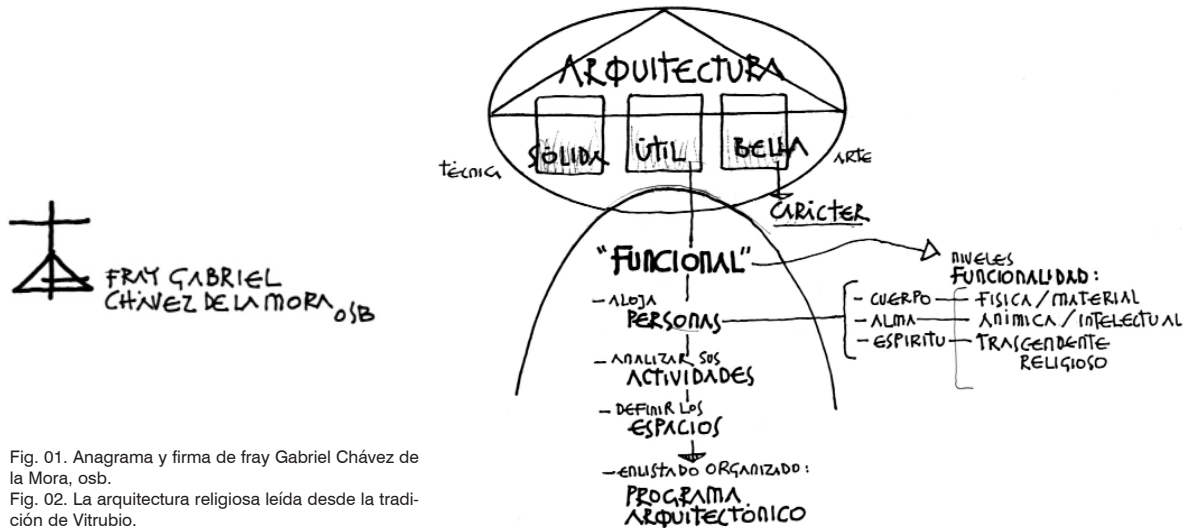 FRAY GABRIEL
CHÁVEZ DE LA MORA, OSB
Fig. 01. Anagrama y firma de fray Gabriel Chávez de
la Mora, osb.
Fig. 02. La arquitectura religiosa leída desde la tradi-
ción de Vitrubio.
ARQUITECTURA
SÓLIDA ÚTIL BELLA
TÉCNICA
ARTE
CARÁCTER
"FUNCIONAL"
- ALOJA
PERSONAS
- ANALIZAR SUS
ACTIVIDADES
- DEFINIR LOS
ESPACIOS
- ENLISTADO ORGANIZADO:
PROGRAMA
ARQUITECTÓNICO
NIVELES
FUNCIONALIDAD:
- CUERPO - FISICA / MATERIAL
- ALMA - ANÍMICA / INTELECTUAL
- ESPIRITU - TRASCENDENTE
RELIGIOSO